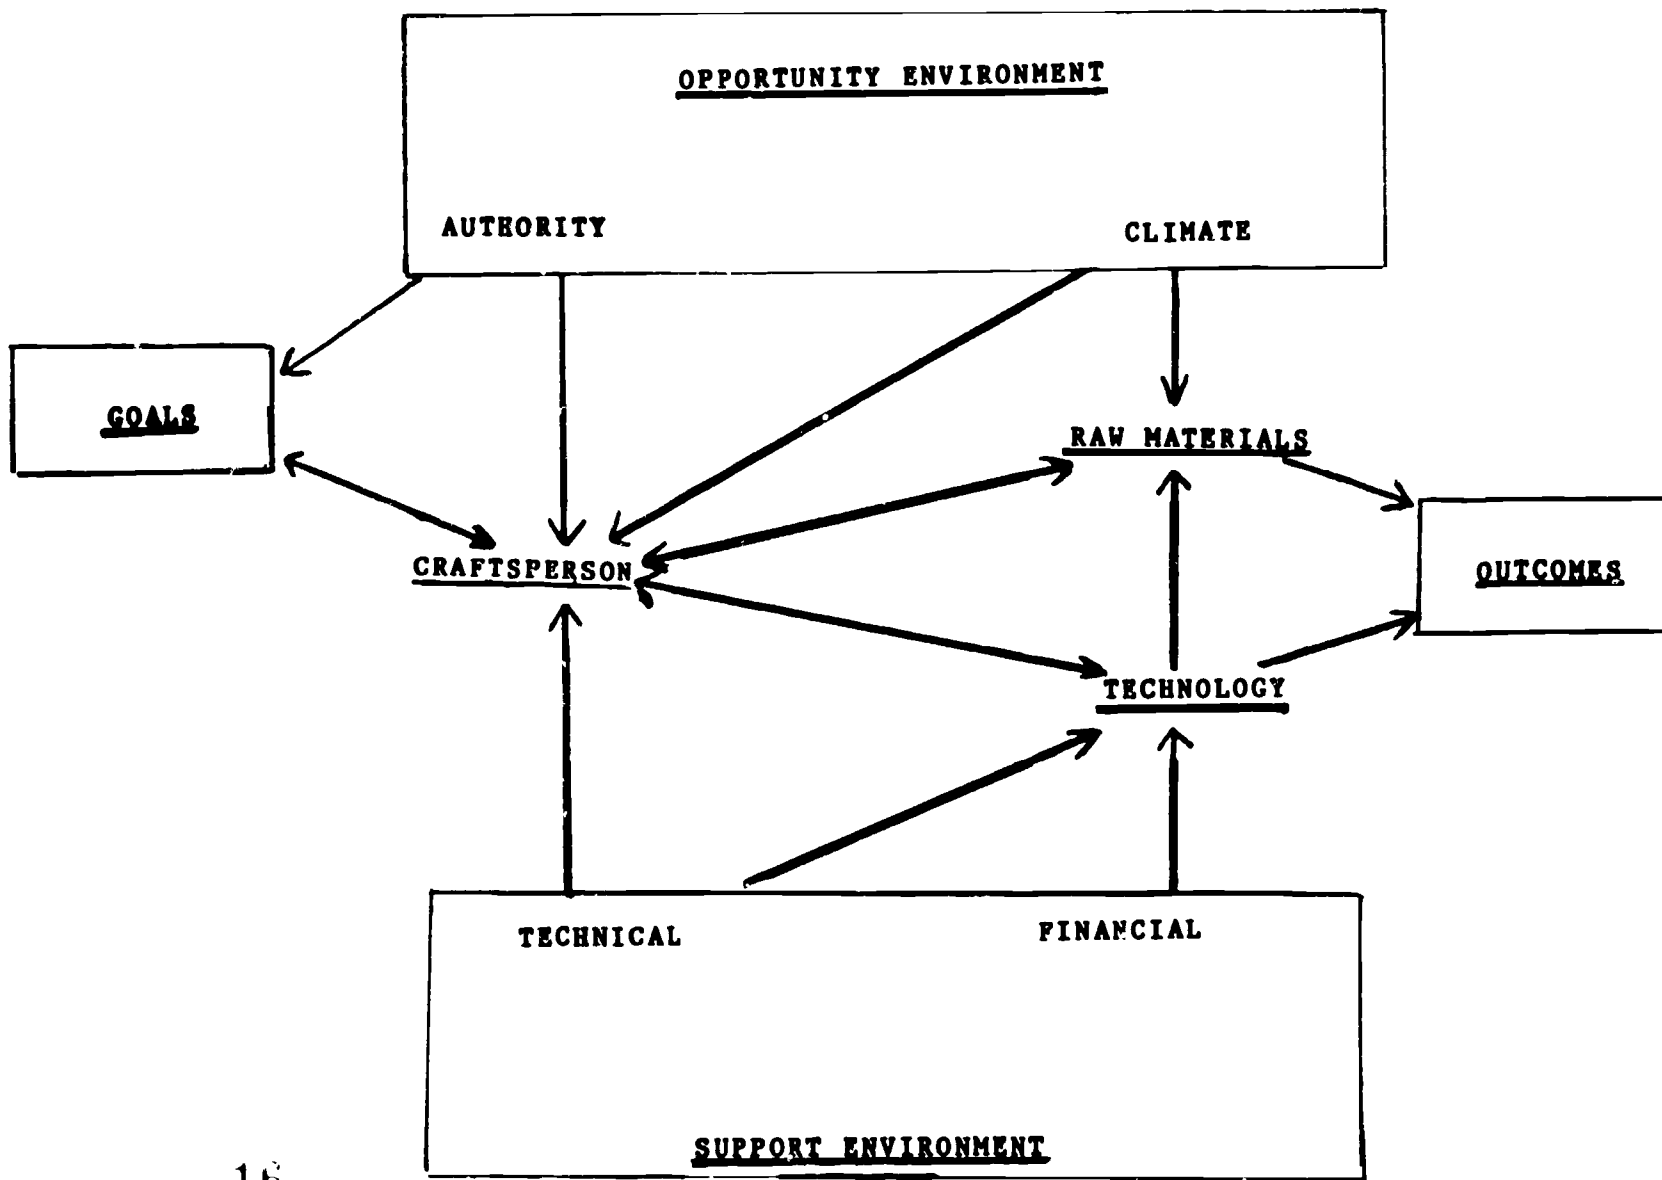 OPPORTUNITY ENVIRONMENT
AUTHORITY
CLIMATE
GOALS
RAW MATERIALS
CRAFTSPERSON
OUTCOMES
TECHNOLOGY
TECHNICAL
FINANCIAL
SUPPORT ENVIRONMENT